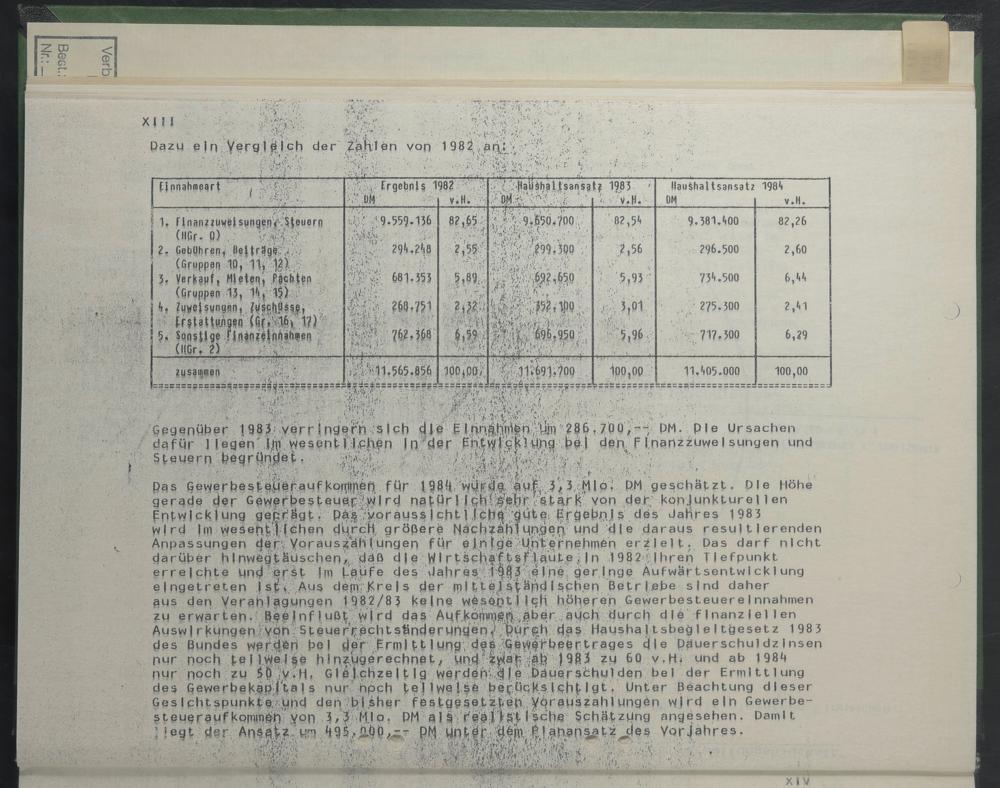 Verb
Best.:
Nr.:
XIII
Dazu ein Vergleich der Zahlen von 1982 an:
Einnahmeart Ergebnis 1982 Haushaltsansatz 1983 Haushaltsansatz 1984
DM v.H. DM v.H. DM v.H.
1. Finanzzuweisungen, Steuern 9.559.136 82,65 9.650.700 82,54 9.381.400 82,26
(HGr. 0)
2. Gebühren, Beiträge 294.248 2,55 299.300 2,56 296.500 2,60
(Gruppen 10, 11, 12)
3. Verkauf, Mieten, Pachten 681.353 5,89 692.650 5,93 734.500 6,44
(Gruppen 13, 14, 15)
4. Zuweisungen, Zuschüsse, 268.751 2,32 352.100 3,01 275.300 2,41
Erstattungen (Gr. 16, 17)
5. Sonstige Finanzeinnahmen 762.368 6,59 696.950 5,96 717.300 6,29
(HGr. 2)
zusammen 11.565.856 100,00 11.691.700 100,00 11.405.000 100,00
Gegenüber 1983 verringern sich die Einnahmen um 286.700,-- DM. Die Ursachen
dafür liegen im wesentlichen in der Entwicklung bei den Finanzzuweisungen und
Steuern begründet.
Das Gewerbesteueraufkommen für 1984 wurde auf 3,3 Mio. DM geschätzt. Die Höhe
gerade der Gewerbesteuer wird natürlich sehr stark von der konjunkturellen
Entwicklung geprägt. Das voraussichtliche gute Ergebnis des Jahres 1983
wird im wesentlichen durch größere Nachzahlungen und die daraus resultierenden
Anpassungen der Vorauszahlungen für einige Unternehmen erzielt. Das darf nicht
darüber hinwegtäuschen, daß die Wirtschaftsflaute in 1982 ihren Tiefpunkt
erreichte und erst im Laufe des Jahres 1983 eine geringe Aufwärtsentwicklung
eingetreten ist. Aus dem Kreis der mittelständischen Betriebe sind daher
aus den Veranlagungen 1982/83 keine wesentlich höheren Gewerbesteuereinnahmen
zu erwarten. Beeinflußt wird das Aufkommen aber auch durch die finanziellen
Auswirkungen von Steuerrechtsänderungen. Durch das Haushaltsbegleitgesetz 1983
des Bundes werden bei der Ermittlung des Gewerbeertrages die Dauerschuldzinsen
nur noch teilweise hinzugerechnet, und zwar ab 1983 zu 60 v.H. und ab 1984
nur noch zu 50 v.H. Gleichzeitig werden die Dauerschulden bei der Ermittlung
des Gewerbekapitals nur noch teilweise berücksichtigt. Unter Beachtung dieser
Gesichtspunkte und den bisher festgesetzten Vorauszahlungen wird ein Gewerbe-
steueraufkommen von 3,3 Mio. DM als realistische Schätzung angesehen. Damit
liegt der Ansatz um 495.000,-- DM unter dem Planansatz des Vorjahres.
XIV